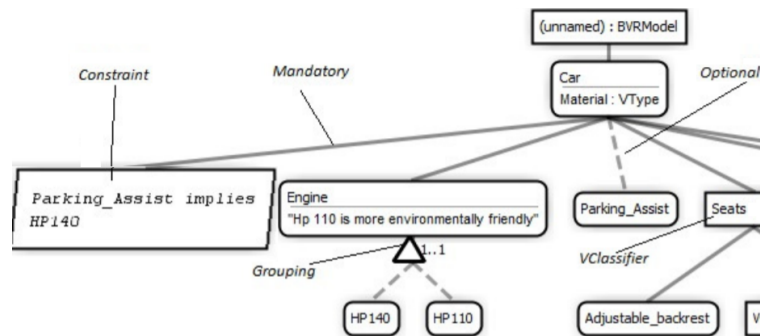 (unnamed) : BVRModel
Constraint
Mandatory
Car
Material : VType
Optional
Parking_Assist implies
HP140
Engine
"Hp 110 is more environmentally friendly"
Parking_Assist
Seats
1..1
Grouping
VClassifier
HP140
HP110
Adjustable_backrest